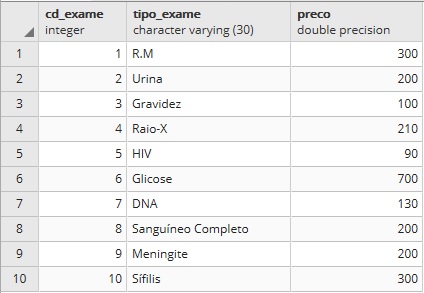 cd_exame tipo_exame preco
integer character varying (30) double precision
1 1 R.M 300
2 2 Urina 200
3 3 Gravidez 100
4 4 Raio-X 210
5 5 HIV 90
6 6 Glicose 700
7 7 DNA 130
8 8 Sanguíneo Completo 200
9 9 Meningite 200
10 10 Sífilis 300